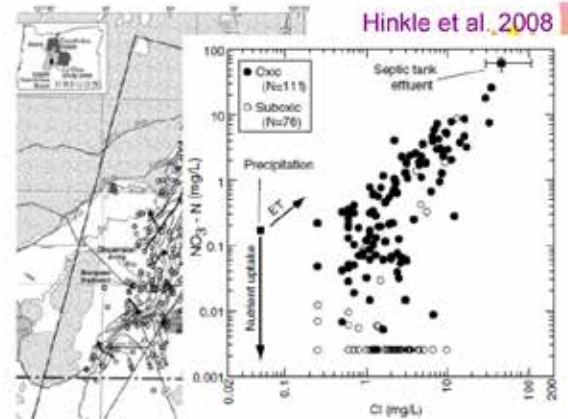 Hinkle et al. 2008
OREGON
100
10
1
0.1
0.01
0.001
NO3 - N (mg/L)
Oxic
(N=111)
Suboxic
(N=76)
Septic tank
effluent
Precipitation
ET
Nutrient uptake
0.02
0.1
1
10
100
200
Cl (mg/L)